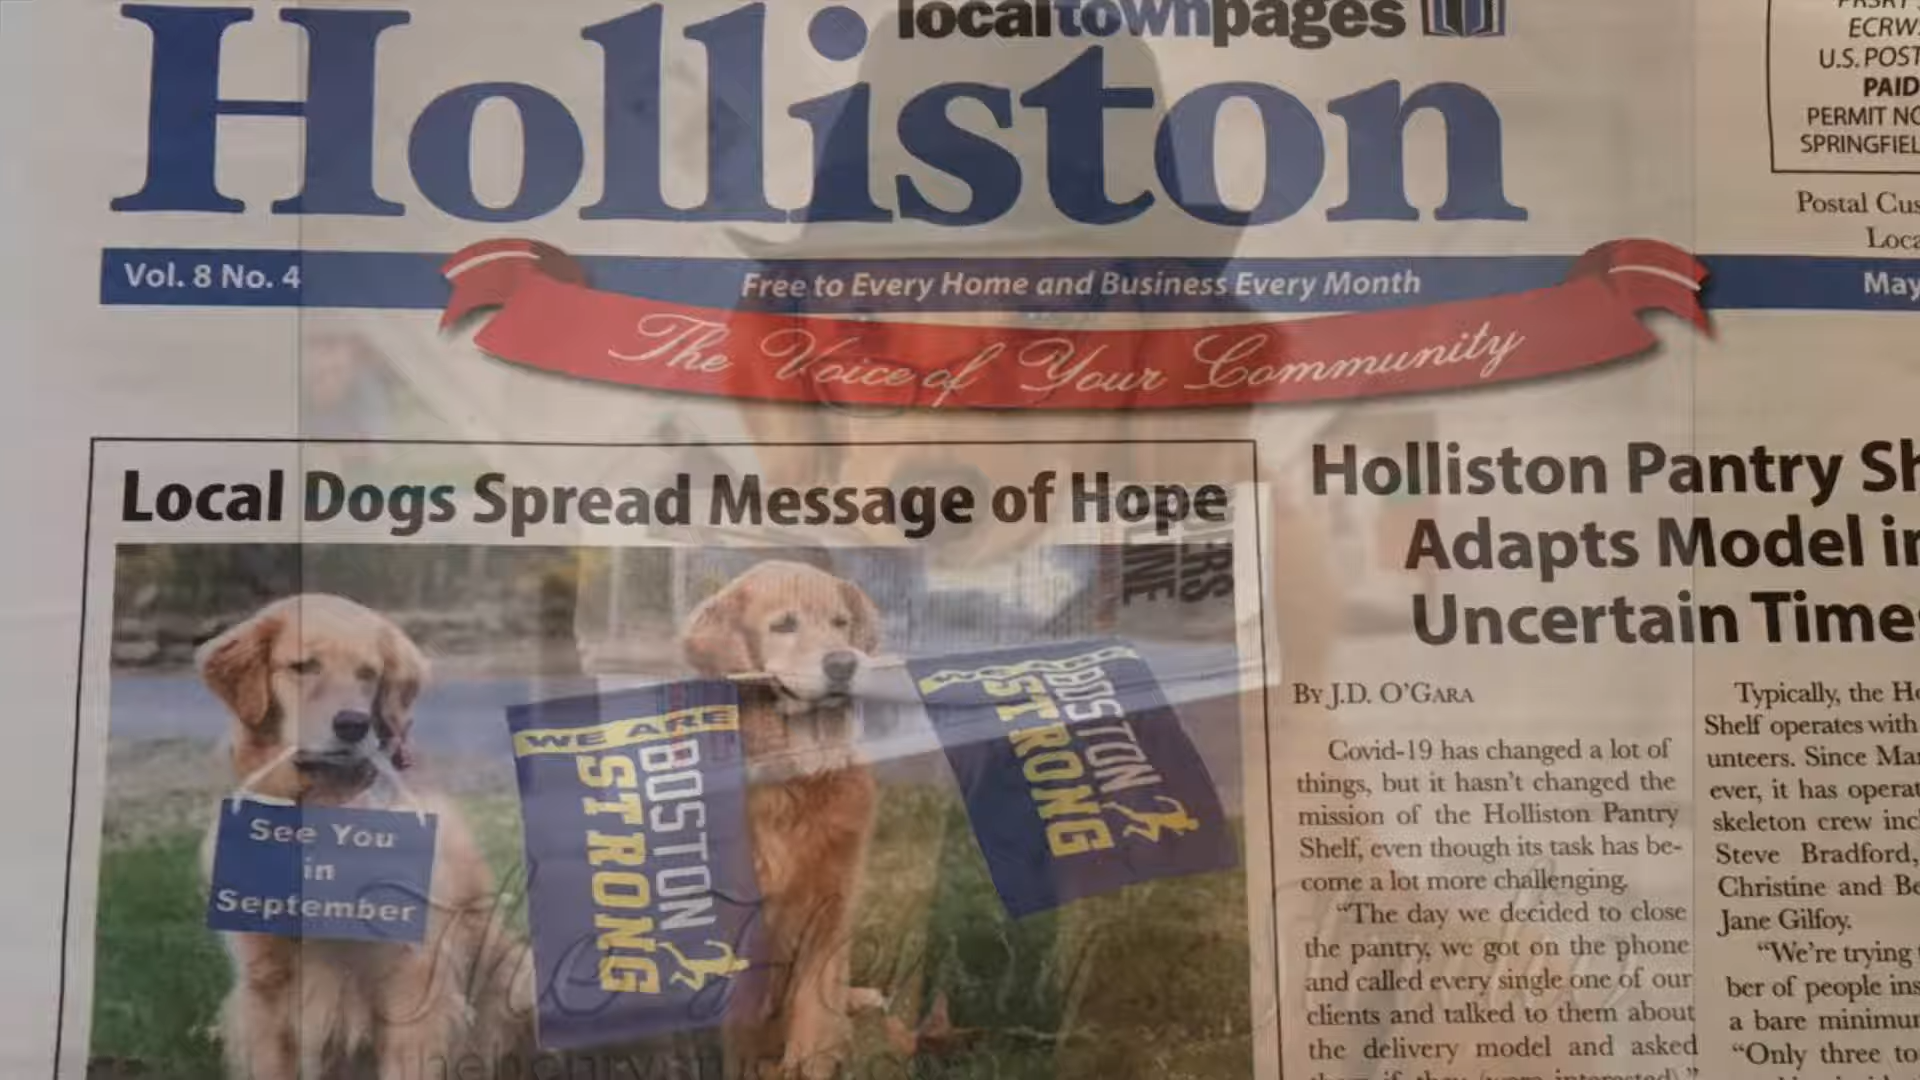 localtownpages
Holliston
PRSRT
ECRW
U.S. POST
PAID
PERMIT NO
SPRINGFIEL
Postal Cus
Loca
Vol. 8 No. 4
Free to Every Home and Business Every Month
May
The Voice of Your Community
Local Dogs Spread Message of Hope
See You
in
September
WE ARE
BOSTON
STRONG
BOSTON
STRONG
Holliston Pantry Sh
Adapts Model in
Uncertain Times
By J.D. O'Gara
Covid-19 has changed a lot of
things, but it hasn't changed the
mission of the Holliston Pantry
Shelf, even though its task has be-
come a lot more challenging.
“The day we decided to close
the pantry, we got on the phone
and called every single one of our
clients and talked to them about
the delivery model and asked
Typically, the Ho
Shelf operates with
unteers. Since Mar
ever, it has operat
skeleton crew incl
Steve Bradford,
Christine and Be
Jane Gilfoy.
“We're trying
ber of people ins
a bare minimum
“Only three to